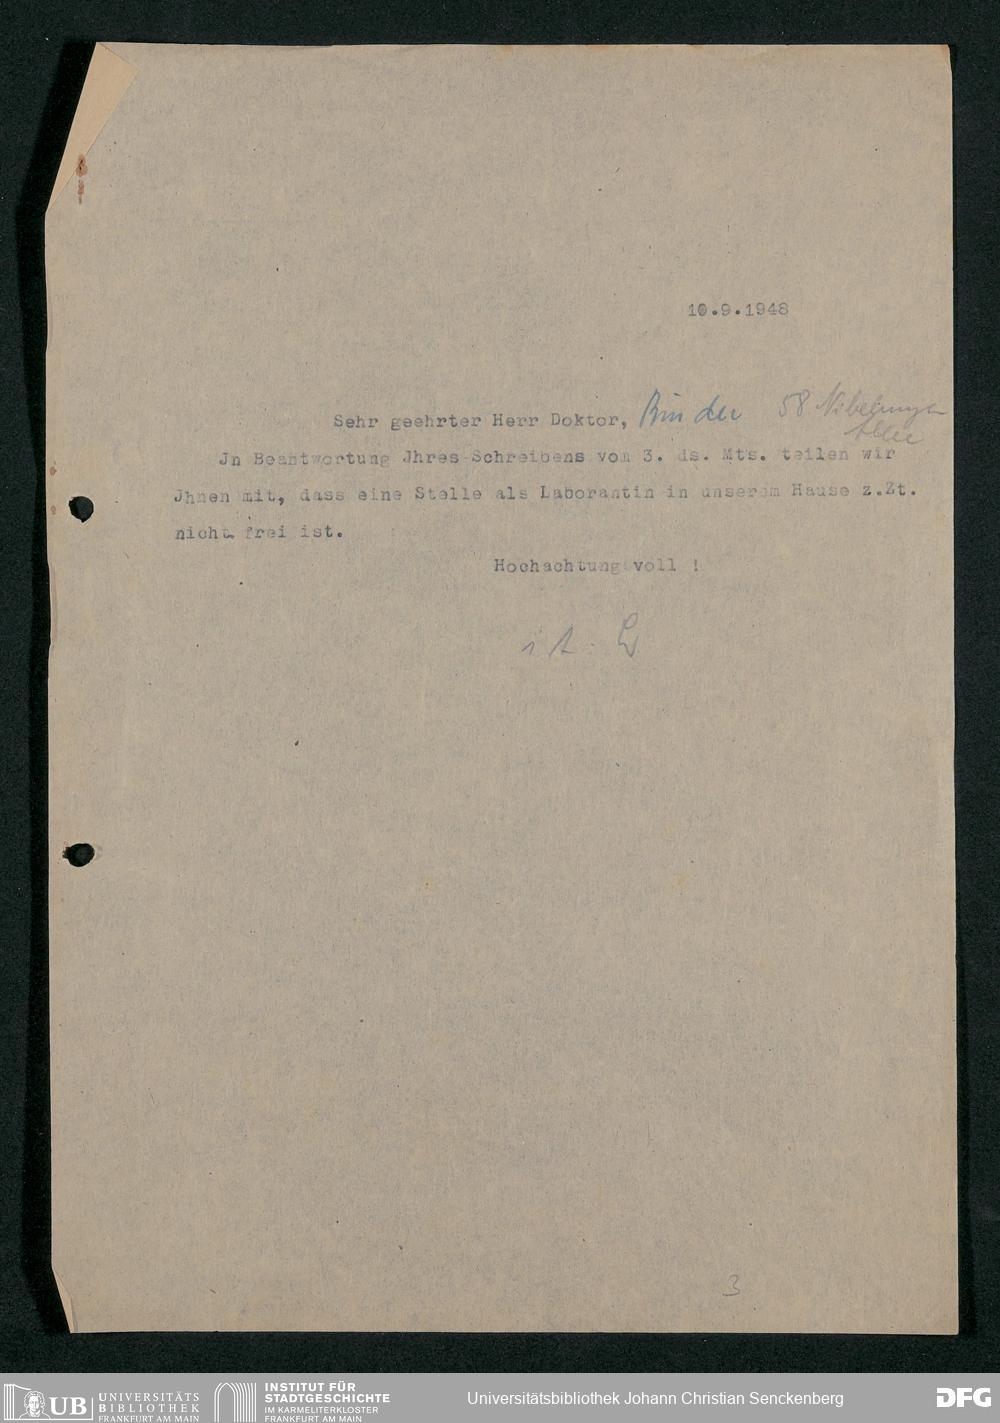 10.9.1948
Sehr geehrter Herr Doktor, Binder 58 Nibelungen
Allee
Jn Beantwortung Jhres Schreibens vom 3. ds. Mts. teilen wir
Jhnen mit, dass eine Stelle als Laborantin in unserem Hause z.Zt.
nicht frei ist.
Hochachtungsvoll !
i A.
3
UB UNIVERSITÄTS
BIBLIOTHEK
FRANKFURT AM MAIN
INSTITUT FÜR
STADTGESCHICHTE
IM KARMELITERKLOSTER
FRANKFURT AM MAIN
Universitätsbibliothek Johann Christian Senckenberg
DFG